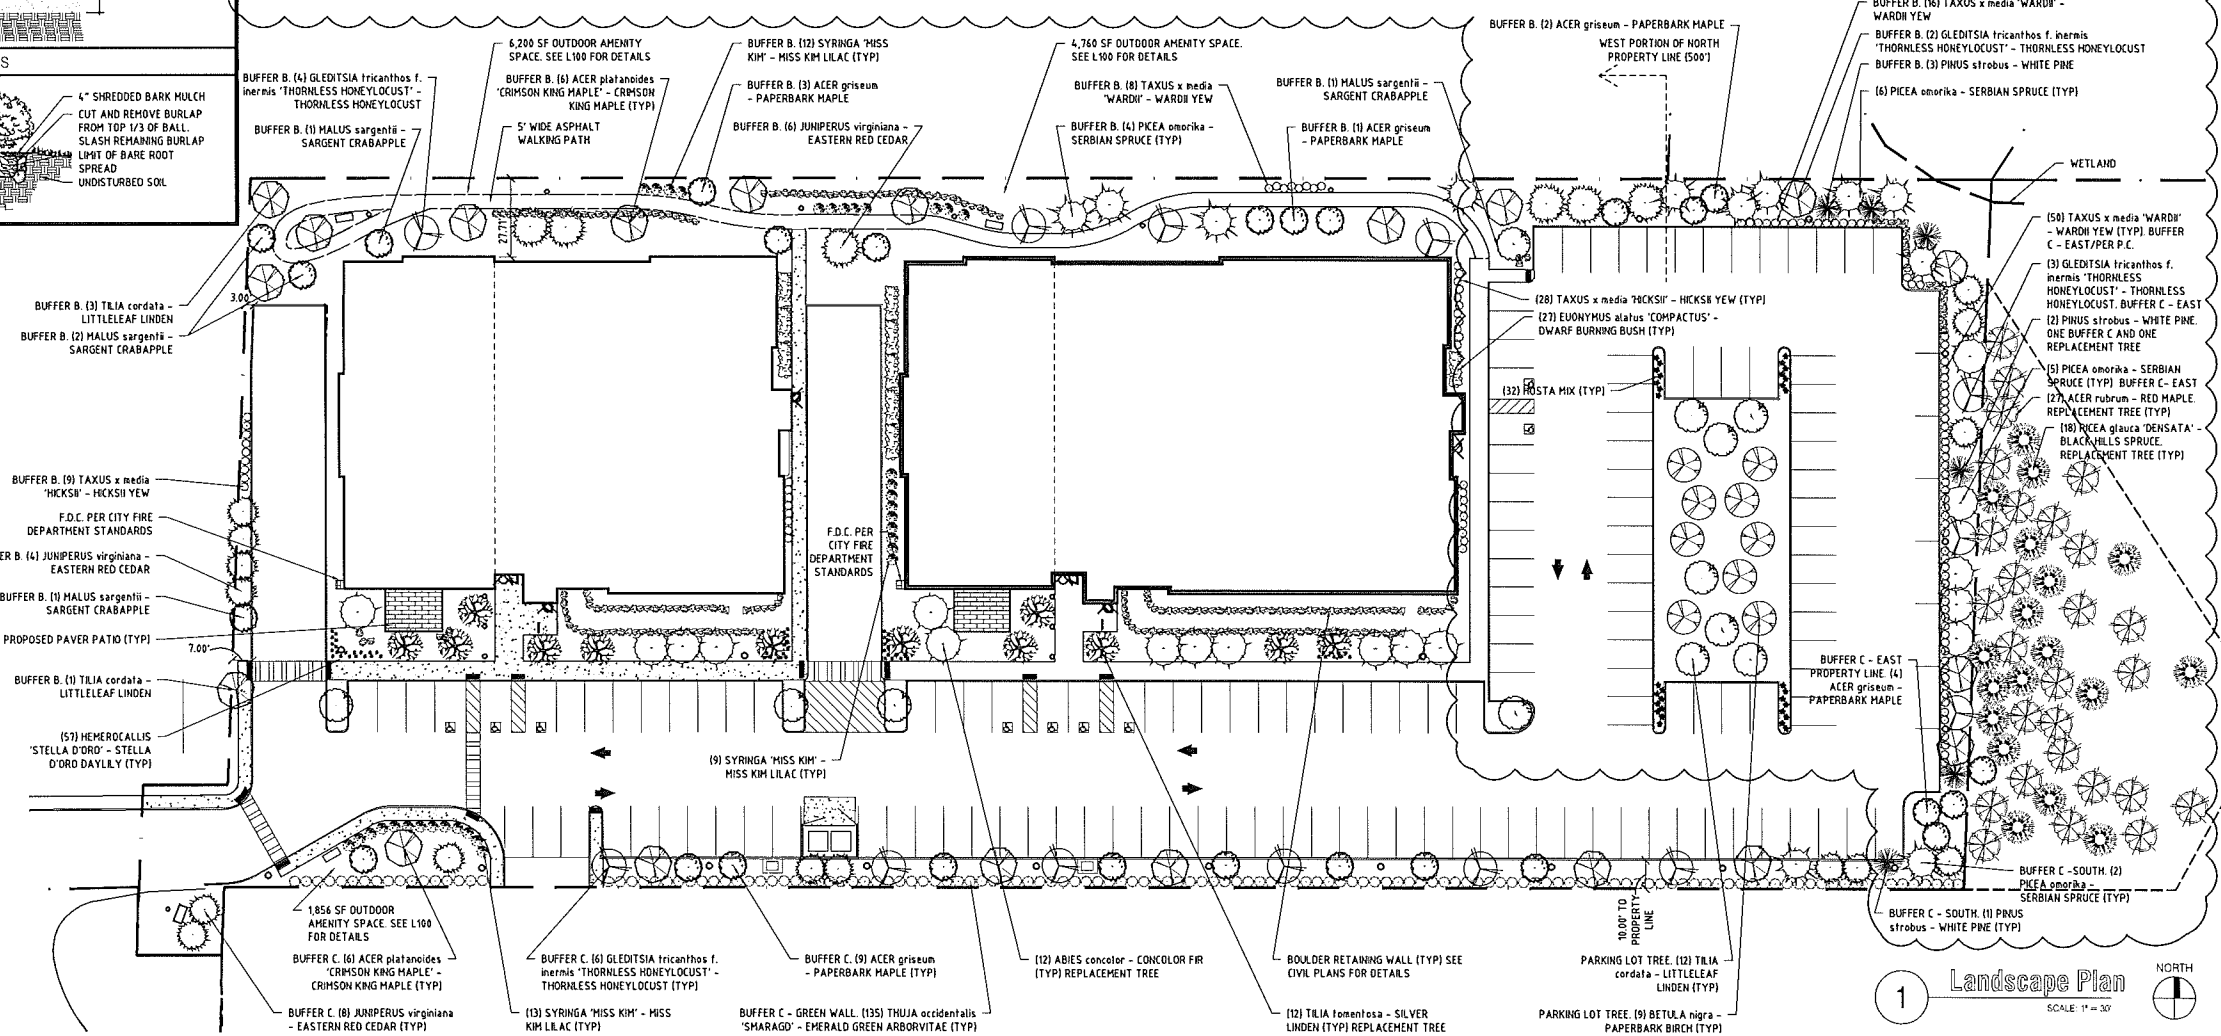 S
4" SHREDDED BARK MULCH
CUT AND REMOVE BURLAP
FROM TOP 1/3 OF BALL.
SLASH REMAINING BURLAP
LIMIT OF BARE ROOT
SPREAD
UNDISTURBED SOIL
BUFFER B. (4) GLEDITSIA tricanthos f.
inermis 'THORNLESS HONEYLOCUST' -
THORNLESS HONEYLOCUST
BUFFER B. (1) MALUS sargentii -
SARGENT CRABAPPLE
6,200 SF OUTDOOR AMENITY
SPACE. SEE L100 FOR DETAILS
BUFFER B. (6) ACER platanoides
'CRIMSON KING MAPLE' - CRIMSON
KING MAPLE (TYP)
5' WIDE ASPHALT
WALKING PATH
BUFFER B. (12) SYRINGA 'MISS
KIM' - MISS KIM LILAC (TYP)
BUFFER B. (3) ACER griseum
- PAPERBARK MAPLE
BUFFER B. (6) JUNIPERUS virginiana -
EASTERN RED CEDAR
4,760 SF OUTDOOR AMENITY SPACE.
SEE L100 FOR DETAILS
BUFFER B. (8) TAXUS x media
'WARDII' - WARDII YEW
BUFFER B. (4) PICEA omorika -
SERBIAN SPRUCE (TYP)
BUFFER B. (1) MALUS sargentii -
SARGENT CRABAPPLE
BUFFER B. (1) ACER griseum
- PAPERBARK MAPLE
BUFFER B. (2) ACER griseum - PAPERBARK MAPLE
WEST PORTION OF NORTH
PROPERTY LINE (500')
BUFFER B. (16) TAXUS x media 'WARDII' -
WARDII YEW
BUFFER B. (2) GLEDITSIA tricanthos f. inermis
'THORNLESS HONEYLOCUST' - THORNLESS HONEYLOCUST
BUFFER B. (3) PINUS strobus - WHITE PINE
(6) PICEA omorika - SERBIAN SPRUCE (TYP)
WETLAND
27.71'
3.00'
BUFFER B. (3) TILIA cordata -
LITTLELEAF LINDEN
BUFFER B. (2) MALUS sargentii -
SARGENT CRABAPPLE
(50) TAXUS x media 'WARDII'
- WARDII YEW (TYP). BUFFER
C - EAST/PER P.C.
(3) GLEDITSIA tricanthos f.
inermis 'THORNLESS
HONEYLOCUST' - THORNLESS
HONEYLOCUST. BUFFER C - EAST
(2) PINUS strobus - WHITE PINE.
ONE BUFFER C AND ONE
REPLACEMENT TREE
(5) PICEA omorika - SERBIAN
SPRUCE (TYP) BUFFER C- EAST
(27) ACER rubrum - RED MAPLE.
REPLACEMENT TREE (TYP)
(18) PICEA glauca 'DENSATA' -
BLACK HILLS SPRUCE.
REPLACEMENT TREE (TYP)
(28) TAXUS x media 'HICKSII' - HICKSII YEW (TYP)
(27) EUONYMUS alatus 'COMPACTUS' -
DWARF BURNING BUSH (TYP)
(32) HOSTA MIX (TYP)
BUFFER B. (9) TAXUS x media
'HICKSII' - HICKSII YEW
F.D.C. PER CITY FIRE
DEPARTMENT STANDARDS
ER B. (4) JUNIPERUS virginiana -
EASTERN RED CEDAR
BUFFER B. (1) MALUS sargentii -
SARGENT CRABAPPLE
PROPOSED PAVER PATIO (TYP)
7.00'
BUFFER B. (1) TILIA cordata -
LITTLELEAF LINDEN
(57) HEMEROCALLIS
'STELLA D'ORO' - STELLA
D'ORO DAYLILY (TYP)
F.D.C. PER
CITY FIRE
DEPARTMENT
STANDARDS
(9) SYRINGA 'MISS KIM' -
MISS KIM LILAC (TYP)
BUFFER C - EAST
PROPERTY LINE. (4)
ACER griseum -
PAPERBARK MAPLE
1,856 SF OUTDOOR
AMENITY SPACE. SEE L100
FOR DETAILS
BUFFER C. (6) ACER platanoides
'CRIMSON KING MAPLE' -
CRIMSON KING MAPLE (TYP)
BUFFER C. (8) JUNIPERUS virginiana
- EASTERN RED CEDAR (TYP)
BUFFER C. (6) GLEDITSIA tricanthos f.
inermis 'THORNLESS HONEYLOCUST' -
THORNLESS HONEYLOCUST (TYP)
(13) SYRINGA 'MISS KIM' - MISS
KIM LILAC (TYP)
BUFFER C. (9) ACER griseum
- PAPERBARK MAPLE (TYP)
BUFFER C - GREEN WALL. (135) THUJA occidentalis
'SMARAGD' - EMERALD GREEN ARBORVITAE (TYP)
(12) ABIES concolor - CONCOLOR FIR
(TYP) REPLACEMENT TREE
BOULDER RETAINING WALL (TYP) SEE
CIVIL PLANS FOR DETAILS
(12) TILIA tomentosa - SILVER
LINDEN (TYP) REPLACEMENT TREE
10.00' TO
PROPERTY
LINE
PARKING LOT TREE. (12) TILIA
cordata - LITTLELEAF
LINDEN (TYP)
PARKING LOT TREE. (9) BETULA nigra -
PAPERBARK BIRCH (TYP)
BUFFER C -SOUTH. (2)
PICEA omorika -
SERBIAN SPRUCE (TYP)
BUFFER C - SOUTH. (1) PINUS
strobus - WHITE PINE (TYP)
1
Landscape Plan
SCALE: 1" = 30'
NORTH